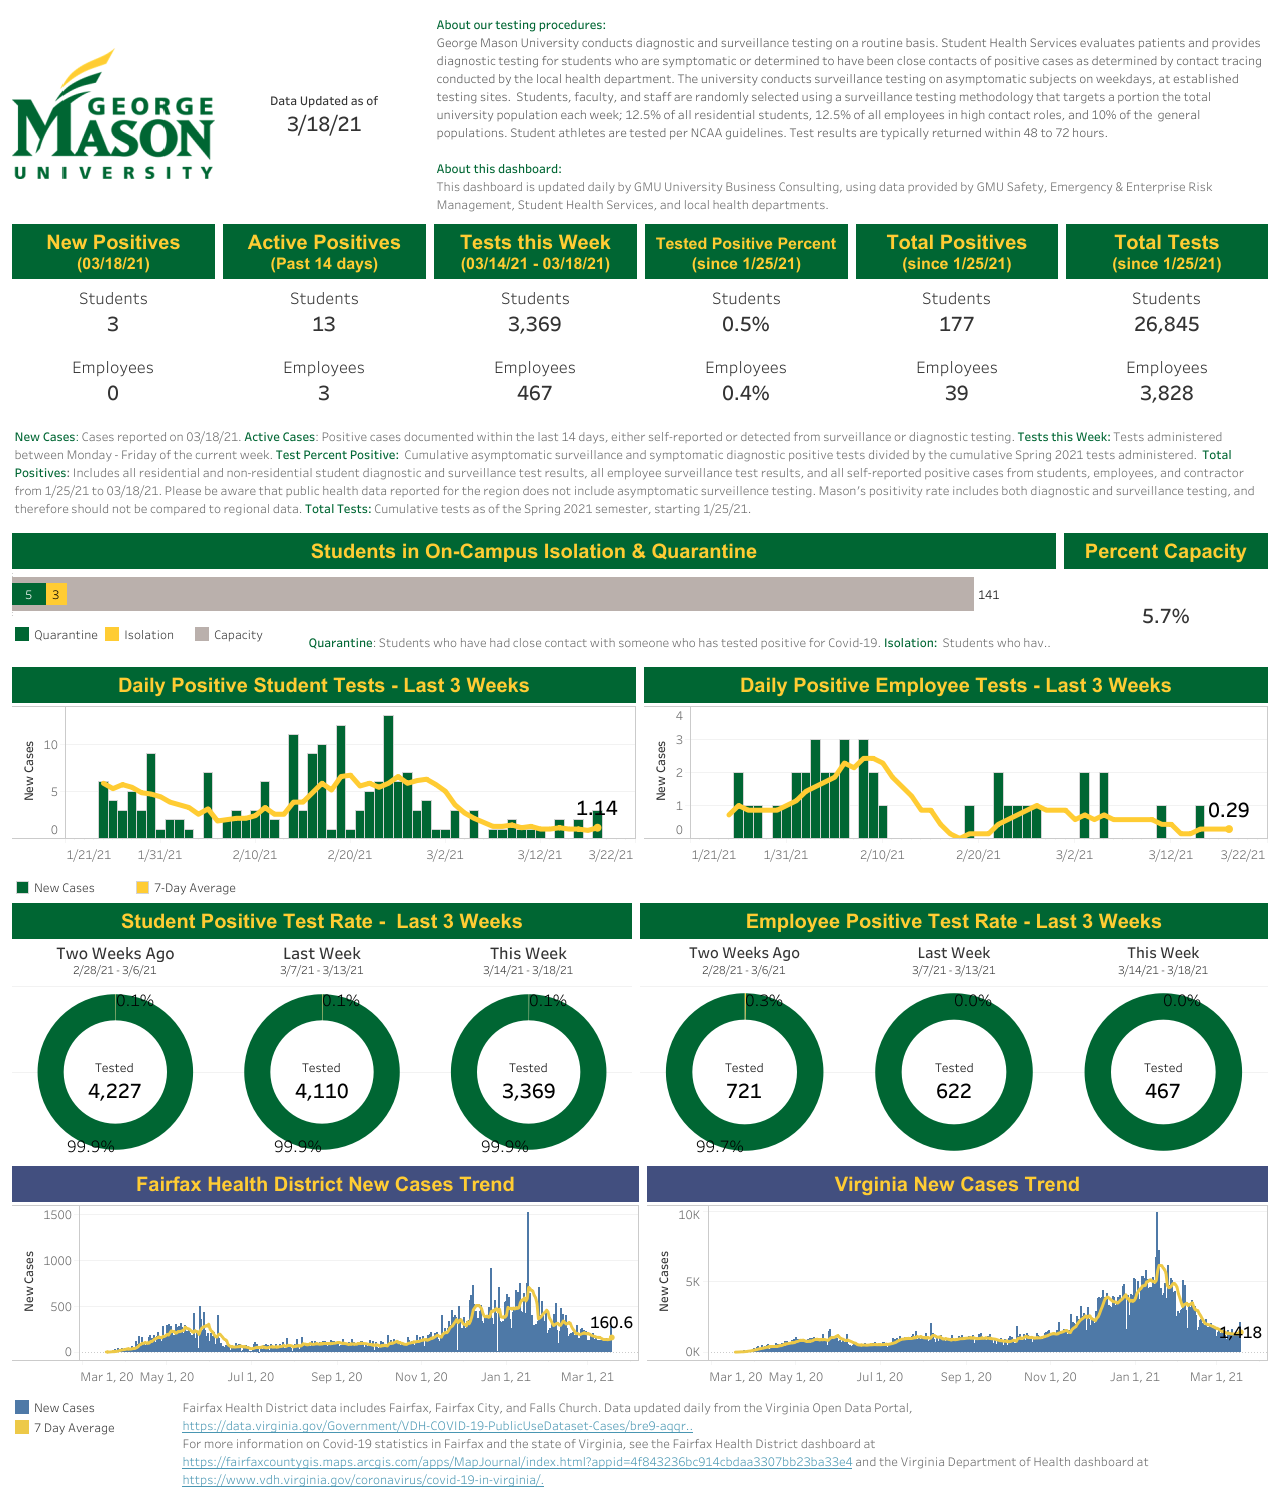 About our testing procedures:
George Mason University conducts diagnostic and surveillance testing on a routine basis. Student Health Services evaluates patients and provides
diagnostic testing for students who are symptomatic or determined to have been close contacts of positive cases as determined by contact tracing
conducted by the local health department. The university conducts surveillance testing on asymptomatic subjects on weekdays, at established
testing sites. Students, faculty, and staff are randomly selected using a surveillance testing methodology that targets a portion the total
university population each week; 12.5% of all residential students, 12.5% of all employees in high contact roles, and 10% of the general
populations. Student athletes are tested per NCAA guidelines. Test results are typically returned within 48 to 72 hours.
GEORGE
MASON
UNIVERSITY
Data Updated as of
3/18/21
About this dashboard:
This dashboard is updated daily by GMU University Business Consulting, using data provided by GMU Safety, Emergency & Enterprise Risk
Management, Student Health Services, and local health departments.
New Positives
(03/18/21)
Students
3
Employees
0
Active Positives
(Past 14 days)
Students
13
Employees
3
Tests this Week
(03/14/21 - 03/18/21)
Students
3,369
Employees
467
Tested Positive Percent
(since 1/25/21)
Students
0.5%
Employees
0.4%
Total Positives
(since 1/25/21)
Students
177
Employees
39
Total Tests
(since 1/25/21)
Students
26,845
Employees
3,828
New Cases: Cases reported on 03/18/21. Active Cases: Positive cases documented within the last 14 days, either self-reported or detected from surveillance or diagnostic testing. Tests this Week: Tests administered
between Monday - Friday of the current week. Test Percent Positive: Cumulative asymptomatic surveillance and symptomatic diagnostic positive tests divided by the cumulative Spring 2021 tests administered. Total
Positives: Includes all residential and non-residential student diagnostic and surveillance test results, all employee surveillance test results, and all self-reported positive cases from students, employees, and contractor
from 1/25/21 to 03/18/21. Please be aware that public health data reported for the region does not include asymptomatic surveillence testing. Mason's positivity rate includes both diagnostic and surveillance testing, and
therefore should not be compared to regional data. Total Tests: Cumulative tests as of the Spring 2021 semester, starting 1/25/21.
Students in On-Campus Isolation & Quarantine
Percent Capacity
5 3 141
5.7%
Quarantine Isolation Capacity
Quarantine: Students who have had close contact with someone who has tested positive for Covid-19. Isolation: Students who hav..
Daily Positive Student Tests - Last 3 Weeks
New Cases
10
5
0
1.14
1/21/21 1/31/21 2/10/21 2/20/21 3/2/21 3/12/21 3/22/21
Daily Positive Employee Tests - Last 3 Weeks
New Cases
4
3
2
1
0
0.29
1/21/21 1/31/21 2/10/21 2/20/21 3/2/21 3/12/21 3/22/21
New Cases 7-Day Average
Student Positive Test Rate - Last 3 Weeks
Two Weeks Ago
2/28/21 - 3/6/21
0.1%
Tested
4,227
99.9%
Last Week
3/7/21 - 3/13/21
0.1%
Tested
4,110
99.9%
This Week
3/14/21 - 3/18/21
0.1%
Tested
3,369
99.9%
Employee Positive Test Rate - Last 3 Weeks
Two Weeks Ago
2/28/21 - 3/6/21
0.3%
Tested
721
99.7%
Last Week
3/7/21 - 3/13/21
0.0%
Tested
622
This Week
3/14/21 - 3/18/21
0.0%
Tested
467
Fairfax Health District New Cases Trend
New Cases
1500
1000
500
0
160.6
Mar 1, 20 May 1, 20 Jul 1, 20 Sep 1, 20 Nov 1, 20 Jan 1, 21 Mar 1, 21
Virginia New Cases Trend
New Cases
10K
5K
0K
1,418
Mar 1, 20 May 1, 20 Jul 1, 20 Sep 1, 20 Nov 1, 20 Jan 1, 21 Mar 1, 21
New Cases
7 Day Average
Fairfax Health District data includes Fairfax, Fairfax City, and Falls Church. Data updated daily from the Virginia Open Data Portal,
https://data.virginia.gov/Government/VDH-COVID-19-PublicUseDataset-Cases/bre9-aqqr..
For more information on Covid-19 statistics in Fairfax and the state of Virginia, see the Fairfax Health District dashboard at
https://fairfaxcountygis.maps.arcgis.com/apps/MapJournal/index.html?appid=4f843236bc914cbdaa3307bb23ba33e4 and the Virginia Department of Health dashboard at
https://www.vdh.virginia.gov/coronavirus/covid-19-in-virginia/.